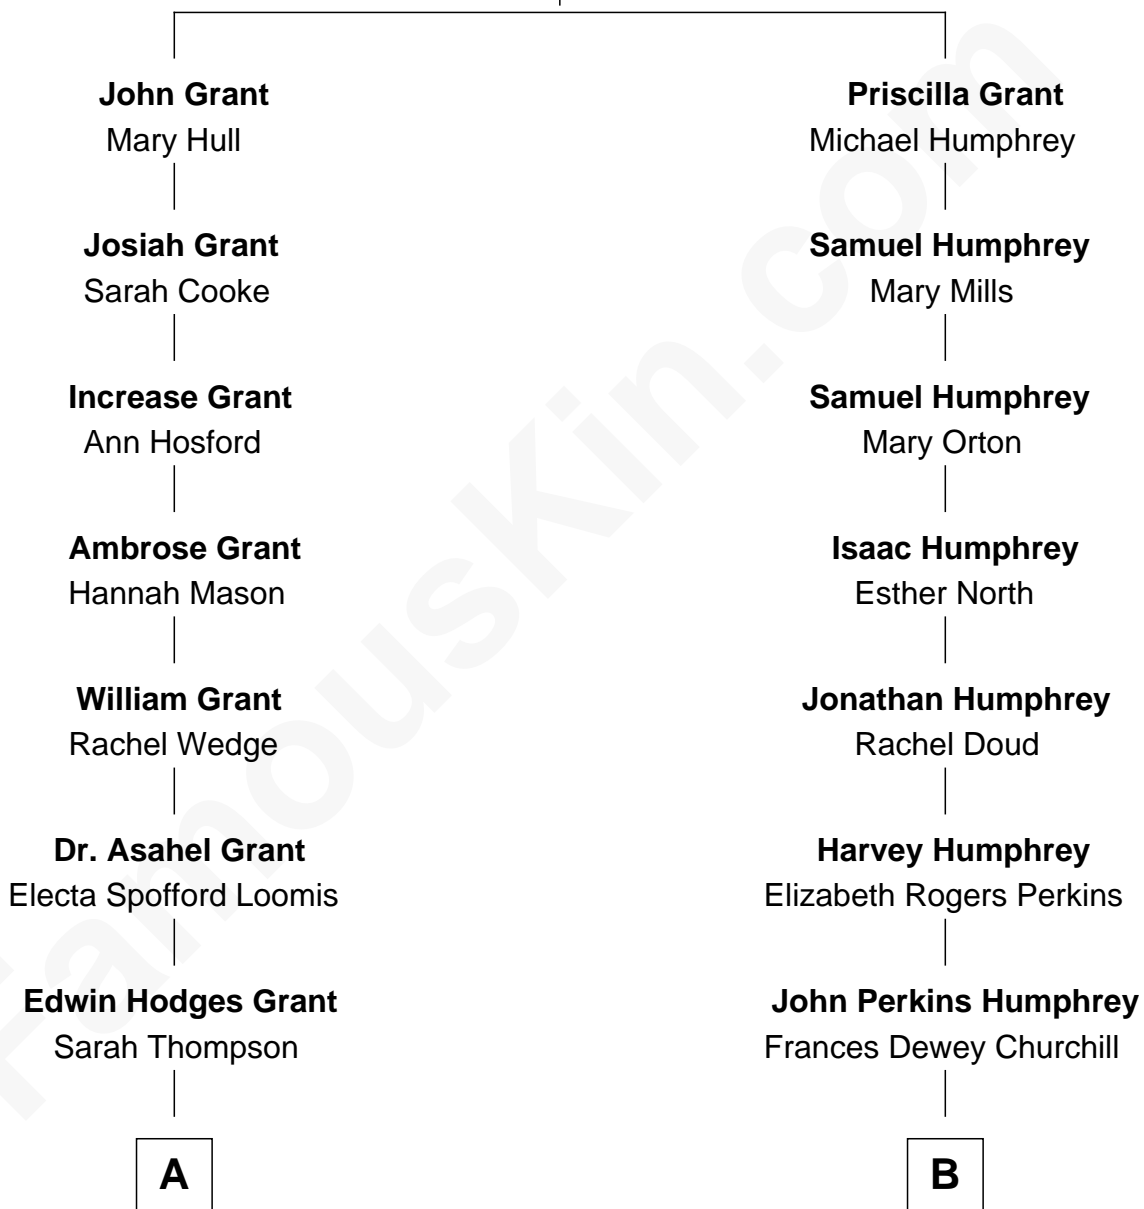 John Grant
Mary Hull
Priscilla Grant
Michael Humphrey
Josiah Grant
Sarah Cooke
Samuel Humphrey
Mary Mills
Increase Grant
Ann Hosford
Samuel Humphrey
Mary Orton
Ambrose Grant
Hannah Mason
Isaac Humphrey
Esther North
William Grant
Rachel Wedge
Jonathan Humphrey
Rachel Doud
Dr. Asahel Grant
Electa Spofford Loomis
Harvey Humphrey
Elizabeth Rogers Perkins
Edwin Hodges Grant
Sarah Thompson
John Perkins Humphrey
Frances Dewey Churchill
A
B
FamousKin.com